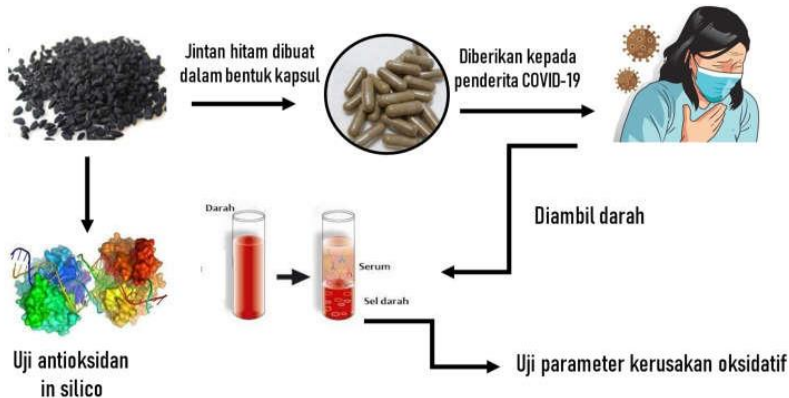 Jintan hitam dibuat
dalam bentuk kapsul
Diberikan kepada
penderita COVID-19
Diambil darah
Darah
Serum
Sel darah
Uji antioksidan
in silico
Uji parameter kerusakan oksidatif